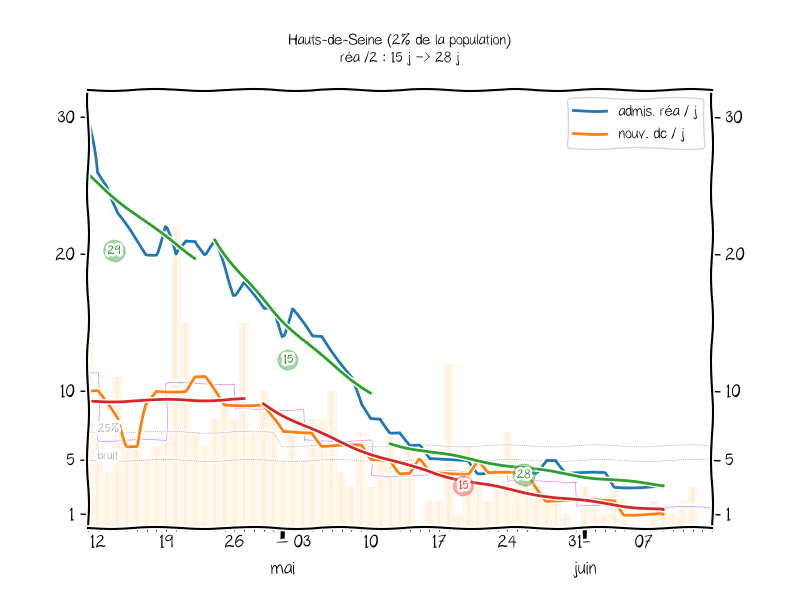 Hauts-de-Seine (2% de la population)
réa /2 : 15 j -> 28 j
admis. réa / j
nouv. dc / j
30
30
20
20
10
10
5
5
1
1
29
15
25%
bruit
28
15
12 19 26 03 10 17 24 31 07
mai juin